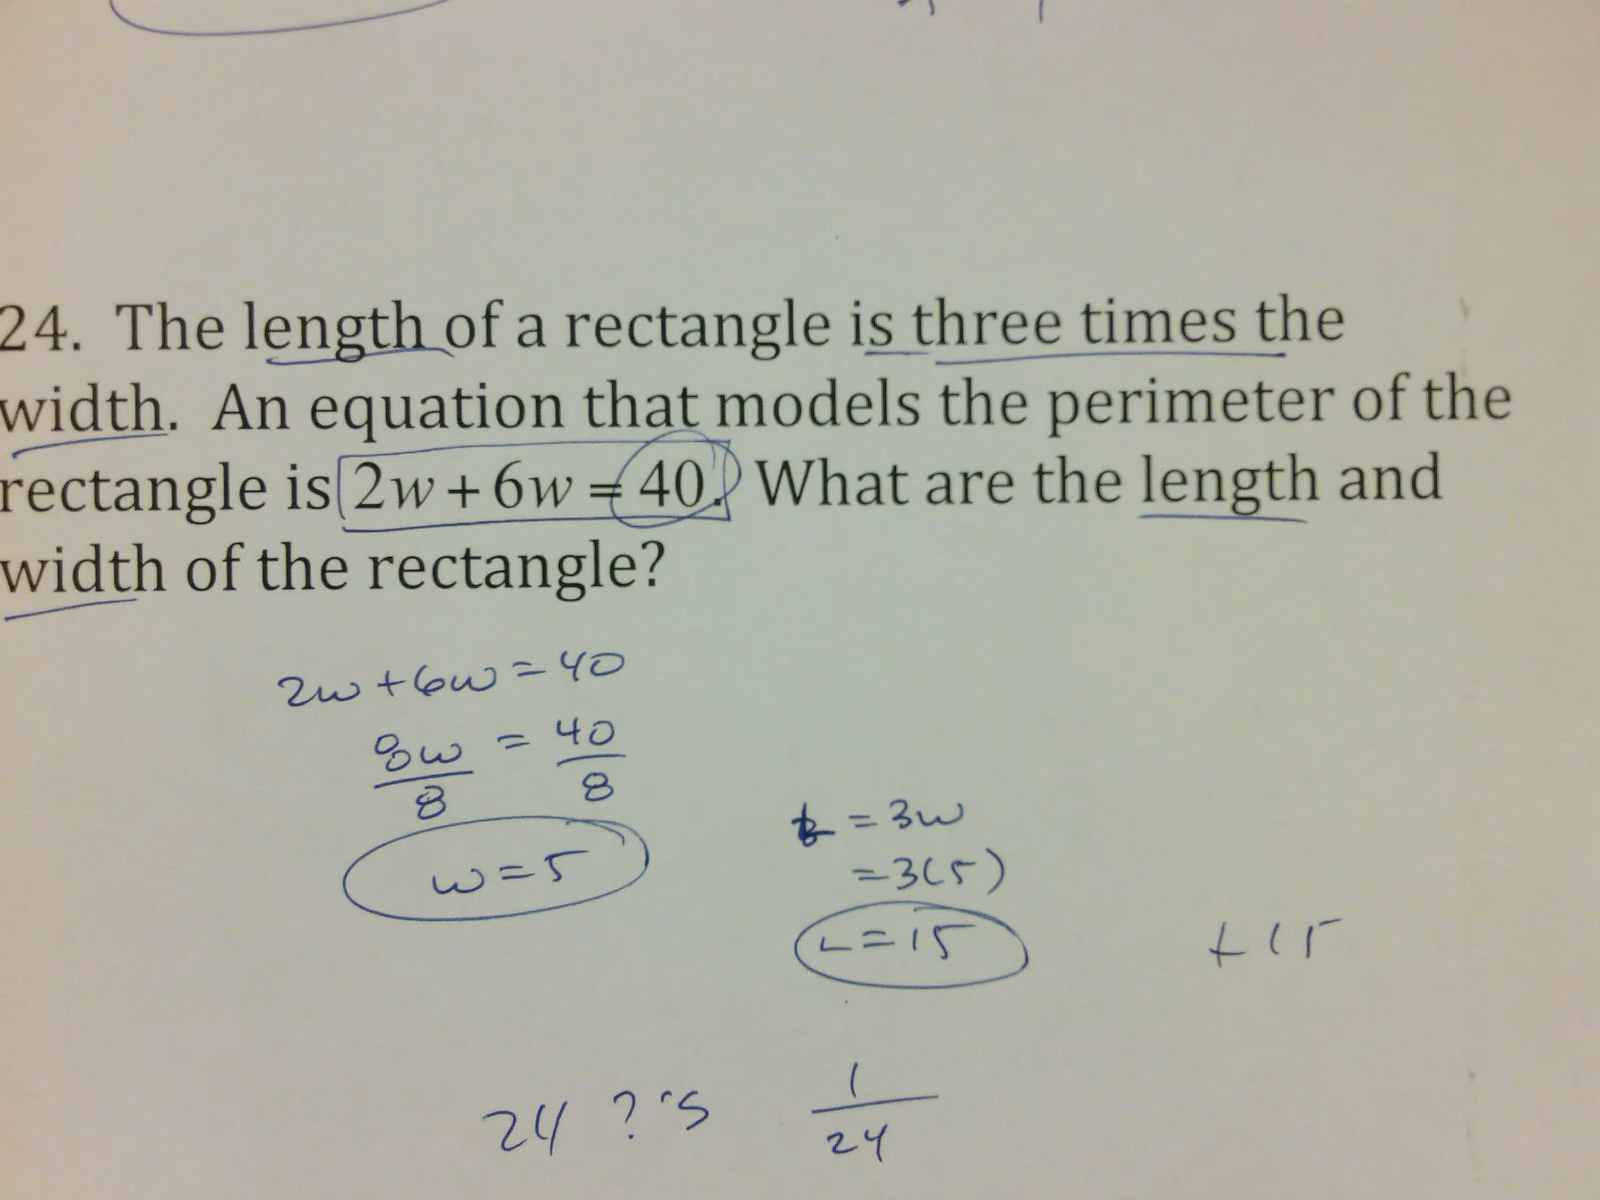 24. The length of a rectangle is three times the
width. An equation that models the perimeter of the
rectangle is 2w + 6w = 40. What are the length and
width of the rectangle?
2w + 6w = 40
8w = 40
8 8
w = 5
= 3w
= 3(5)
L = 15
+ 15
24 ?'s
1
24